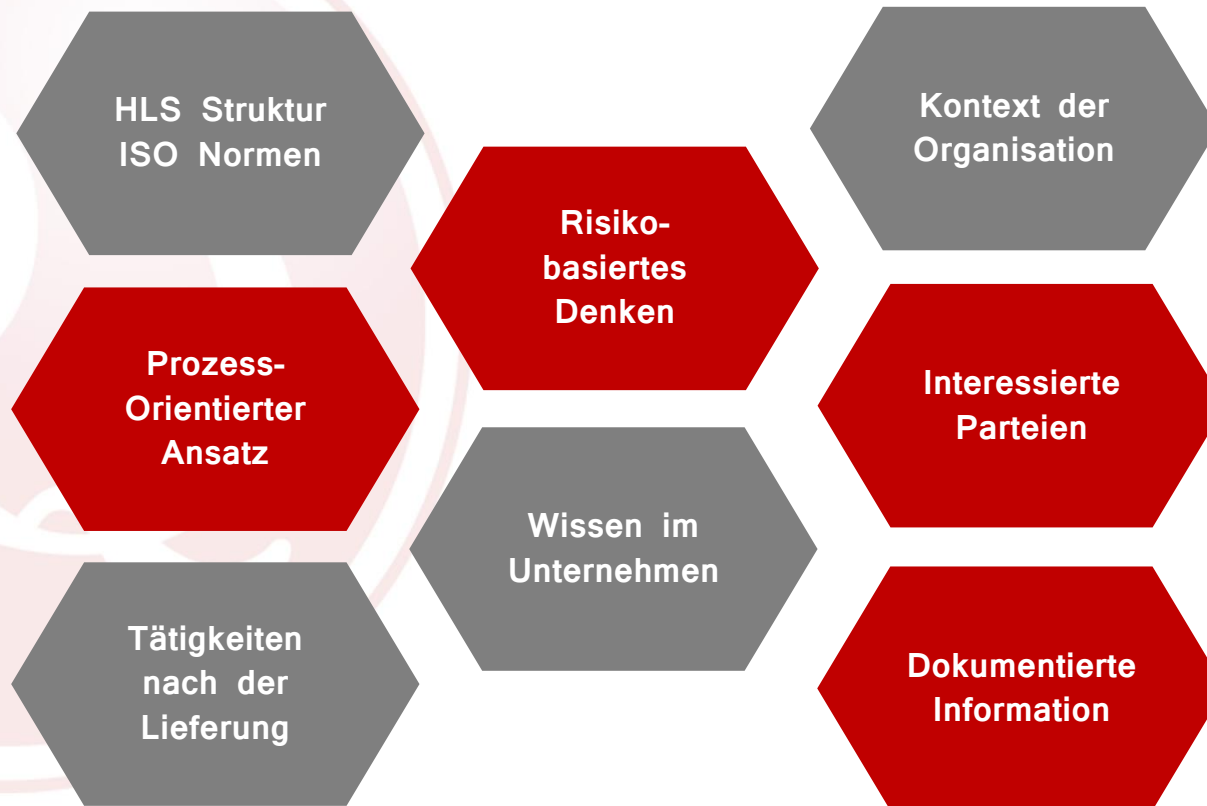 HLS Struktur
ISO Normen
Kontext der
Organisation
Risiko-
basiertes
Denken
Prozess-
Orientierter
Ansatz
Interessierte
Parteien
Wissen im
Unternehmen
Tätigkeiten
nach der
Lieferung
Dokumentierte
Information